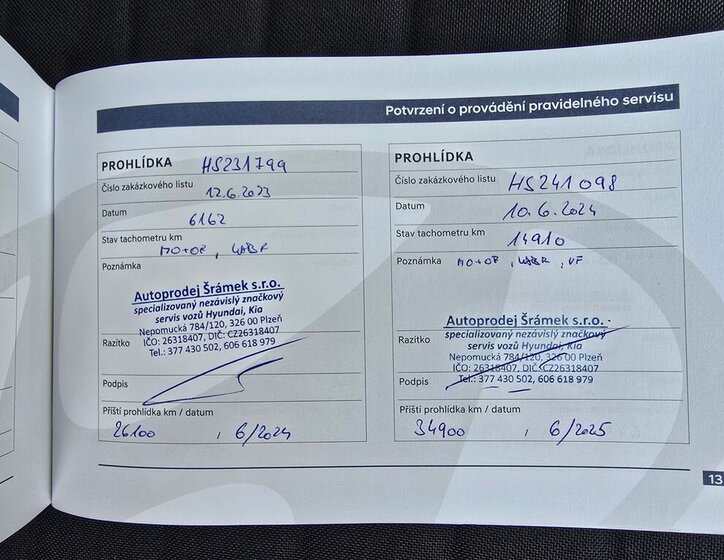 Potvrzení o provádění pravidelného servisu
PROHLÍDKA HS231799
Číslo zakázkového listu 12.6.2023
Datum 6162
Stav tachometru km
MOTOR,
Poznámka
Autoprodej Šrámek s.r.o.
specializovaný nezávislý značkový
servis vozů Hyundai, Kia
Nepomucká 784/120, 326 00 Plzeň
Razítko
IČO: 26318407, DIČ: CZ26318407
Tel.: 377 430 502, 606 618 979
Podpis
Příští prohlídka km / datum
26100 , 6/2024
PROHLÍDKA
Číslo zakázkového listu HS241098
Datum 10.6.2024
Stav tachometru km 14910
Poznámka MOTOR, , VF
Autoprodej Šrámek s.r.o.
specializovaný nezávislý značkový
Razítko
servis vozů Hyundai, Kia
Nepomucká 784/120, 326 00 Plzeň
IČO: 26318407, DIČ: CZ26318407
Podpis
Tel.: 377 430 502, 606 618 979
Příští prohlídka km / datum
34900 , 6/2025
13